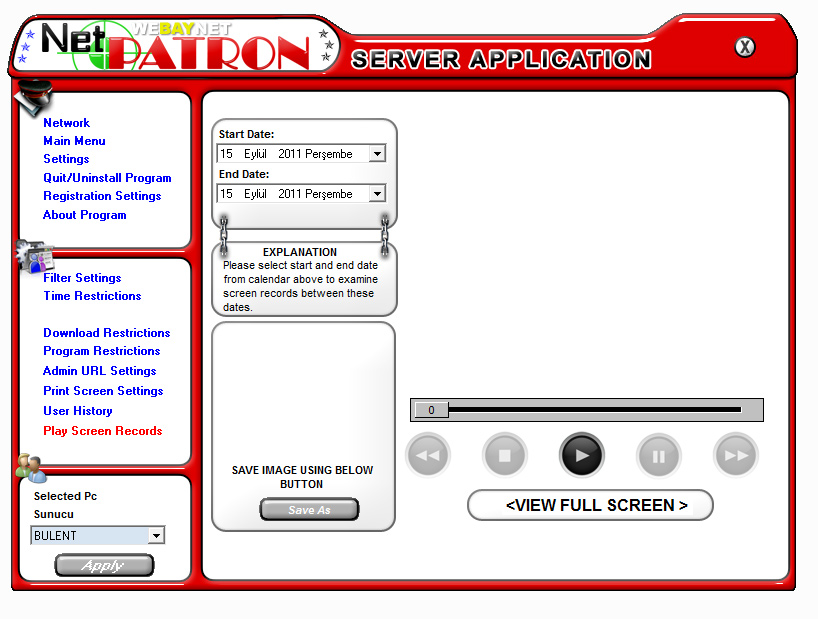 WEBAYNET
Net PATRON
SERVER APPLICATION
X
Network
Main Menu
Settings
Quit/Uninstall Program
Registration Settings
About Program
Filter Settings
Time Restrictions
Download Restrictions
Program Restrictions
Admin URL Settings
Print Screen Settings
User History
Play Screen Records
Selected Pc
Sunucu
BULENT
Apply
Start Date:
15 Eylül 2011 Perşembe
End Date:
15 Eylül 2011 Perşembe
EXPLANATION
Please select start and end date
from calendar above to examine
screen records between these
dates.
SAVE IMAGE USING BELOW
BUTTON
Save As
0
<VIEW FULL SCREEN >